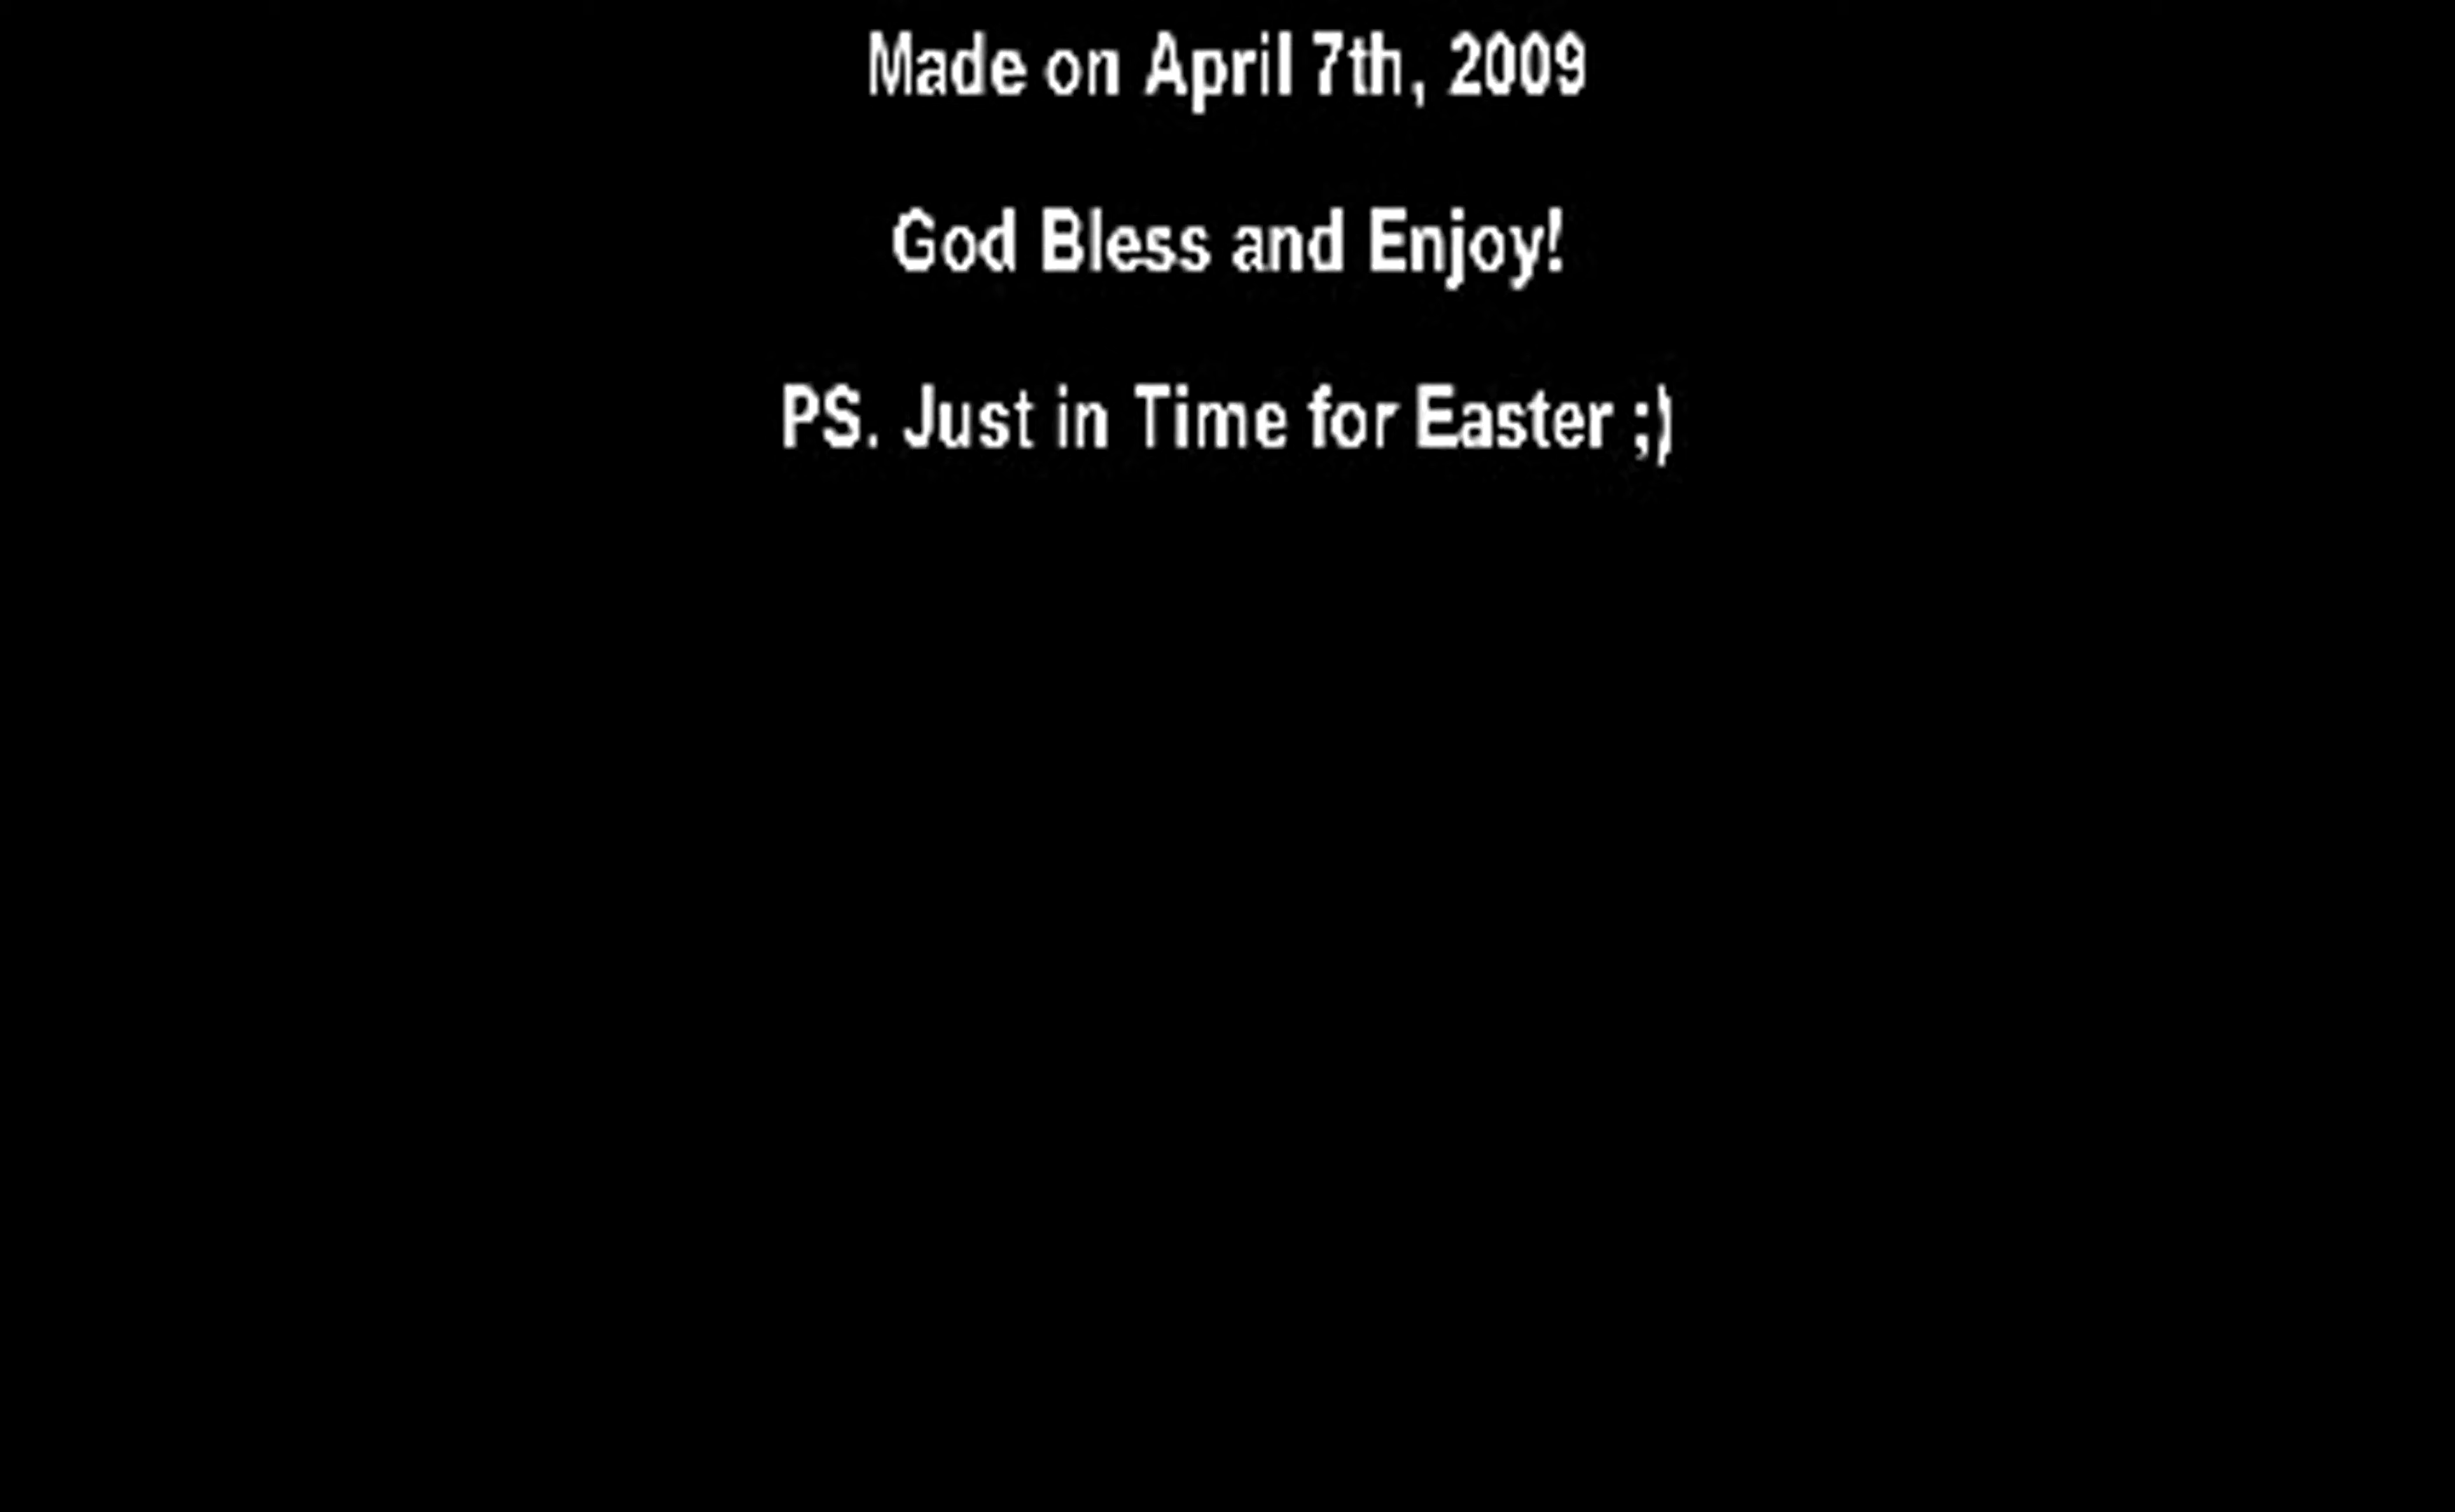 Made on April 7th, 2009
God Bless and Enjoy!
PS. Just in Time for Easter ;)